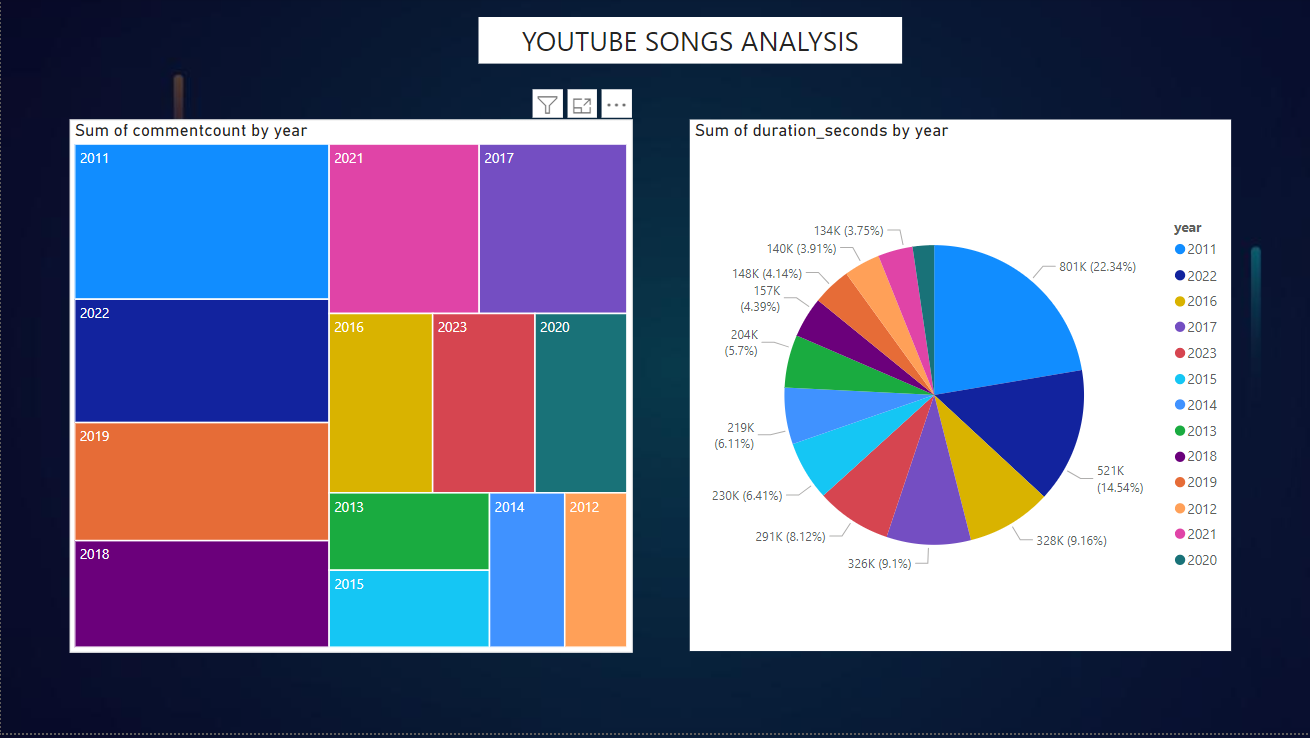 YOUTUBE SONGS ANALYSIS
Sum of commentcount by year
2011
2021
2017
2022
2016
2023
2020
2019
2013
2014
2012
2018
2015
Sum of duration_seconds by year
134K (3.75%)
140K (3.91%)
148K (4.14%)
157K
(4.39%)
204K
(5.7%)
219K
(6.11%)
230K (6.41%)
291K (8.12%)
326K (9.1%)
328K (9.16%)
521K
(14.54%)
801K (22.34%)
year
2011
2022
2016
2017
2023
2015
2014
2013
2018
2019
2012
2021
2020